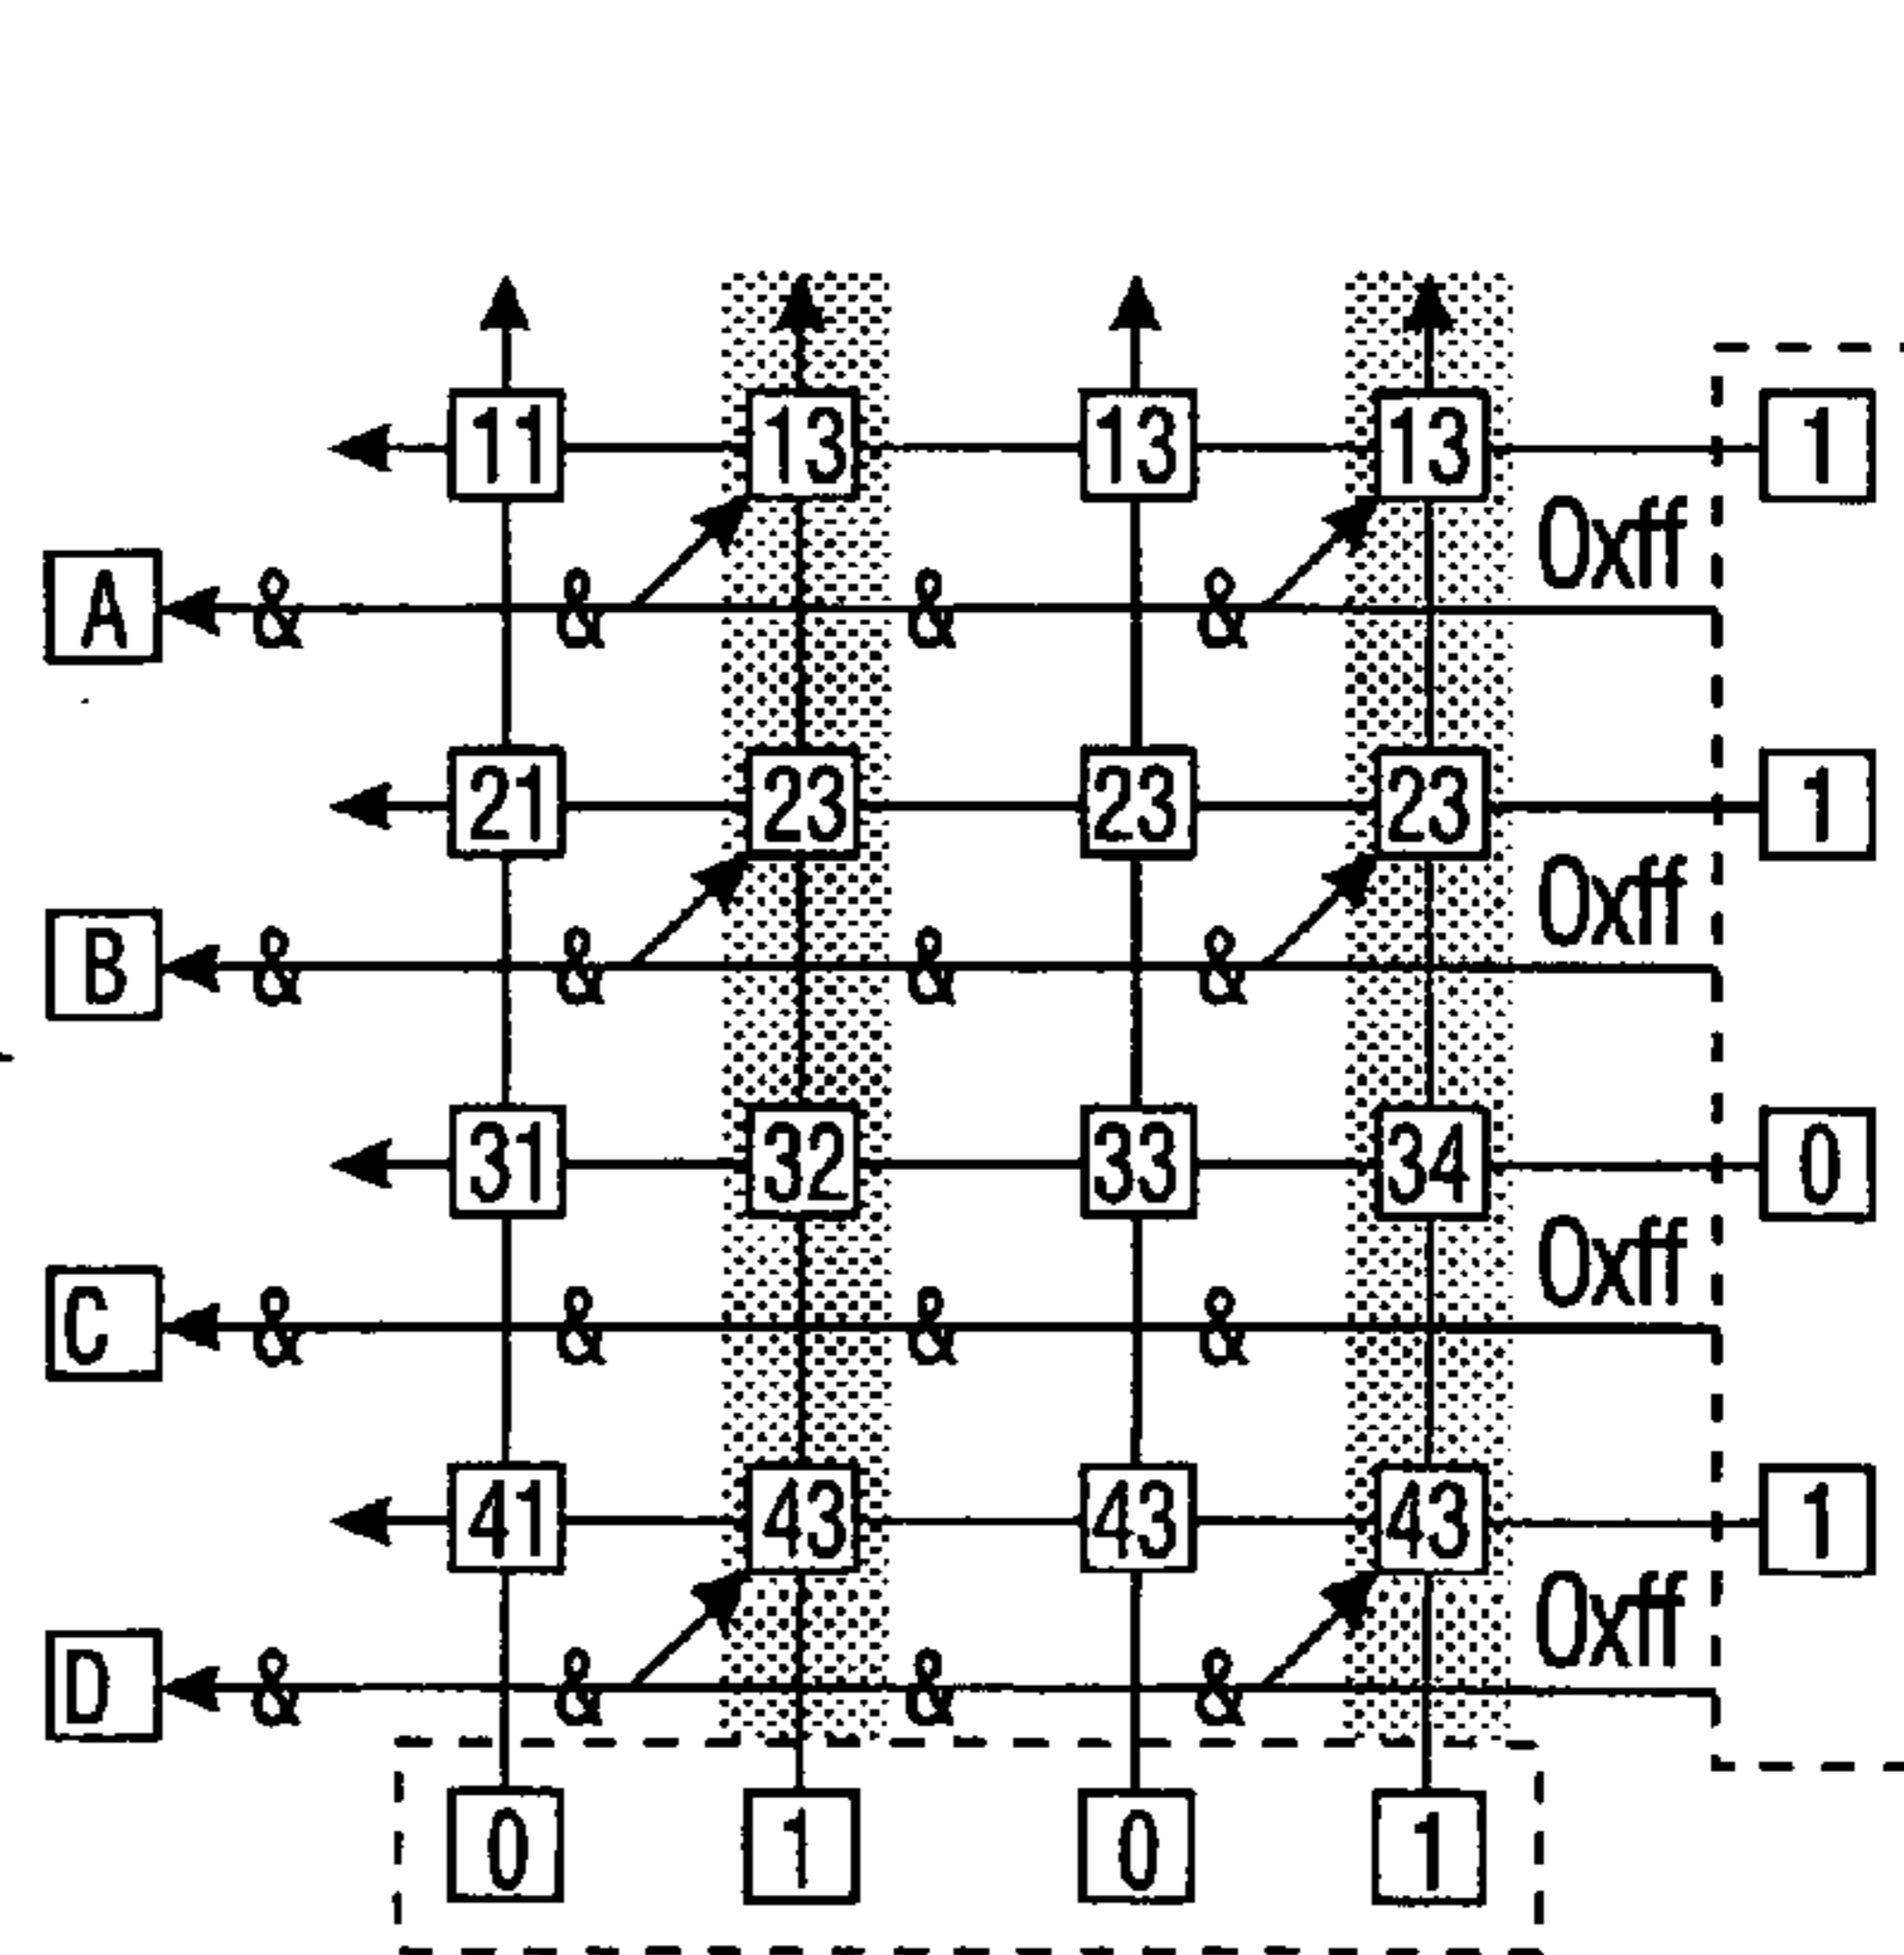 11 13 13 13 1
0xff
A & & & &
21 23 23 23 1
0xff
B & & & &
31 32 33 34 0
0xff
C & & & &
41 43 43 43 1
0xff
D & & & &
0 1 0 1